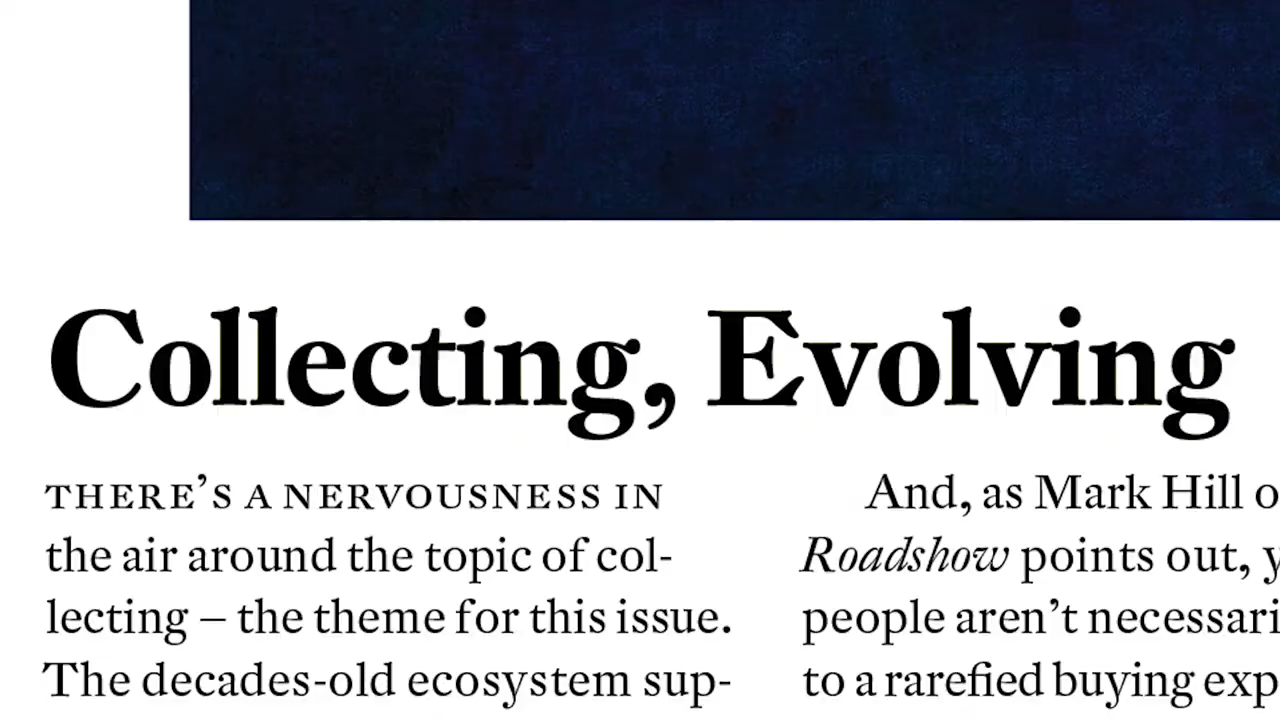 Collecting, Evolving
THERE’S A NERVOUSNESS IN
the air around the topic of col-
lecting – the theme for this issue.
The decades-old ecosystem sup-
And, as Mark Hill
Roadshow points out,
people aren’t
to a rarefied buying